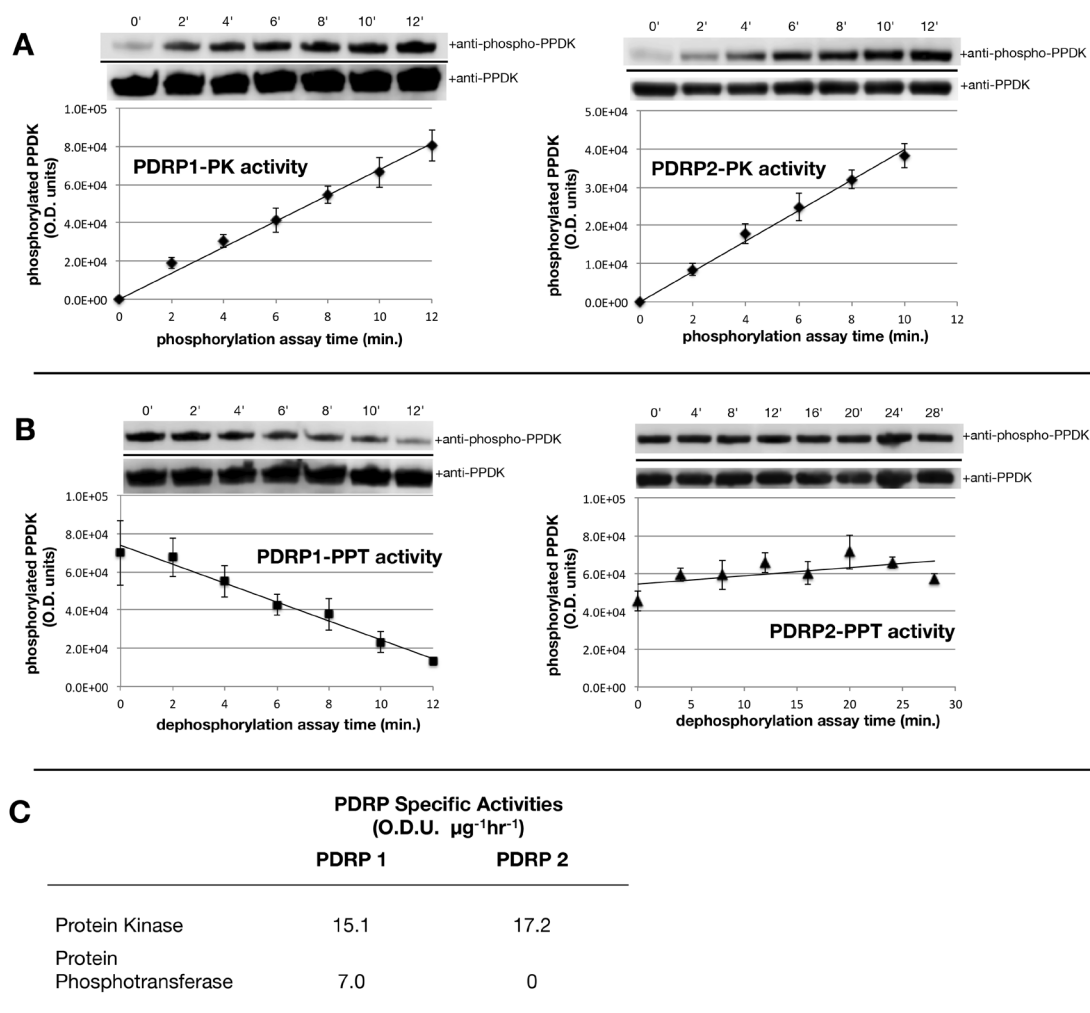 A
0' 2' 4' 6' 8' 10' 12'
+anti-phospho-PPDK
+anti-PPDK
1.0E+05
8.0E+04
6.0E+04
4.0E+04
2.0E+04
0.0E+00
phosphorylated PPDK
(O.D. units)
PDRP1-PK activity
0 2 4 6 8 10 12
phosphorylation assay time (min.)
0' 2' 4' 6' 8' 10' 12'
+anti-phospho-PPDK
+anti-PPDK
5.0E+04
4.0E+04
3.0E+04
2.0E+04
1.0E+04
0.0E+00
phosphorylated PPDK
(O.D. units)
PDRP2-PK activity
0 2 4 6 8 10 12
phosphorylation assay time (min.)
B
0' 2' 4' 6' 8' 10' 12'
+anti-phospho-PPDK
+anti-PPDK
1.0E+05
8.0E+04
6.0E+04
4.0E+04
2.0E+04
0.0E+00
phosphorylated PPDK
(O.D. units)
PDRP1-PPT activity
0 2 4 6 8 10 12
dephosphorylation assay time (min.)
0' 4' 8' 12' 16' 20' 24' 28'
+anti-phospho-PPDK
+anti-PPDK
1.0E+05
8.0E+04
6.0E+04
4.0E+04
2.0E+04
0.0E+00
phosphorylated PPDK
(O.D. units)
PDRP2-PPT activity
0 5 10 15 20 25 30
dephosphorylation assay time (min.)
C
PDRP Specific Activities
(O.D.U. µg⁻¹hr⁻¹)
PDRP 1 PDRP 2
Protein Kinase 15.1 17.2
Protein
Phosphotransferase 7.0 0